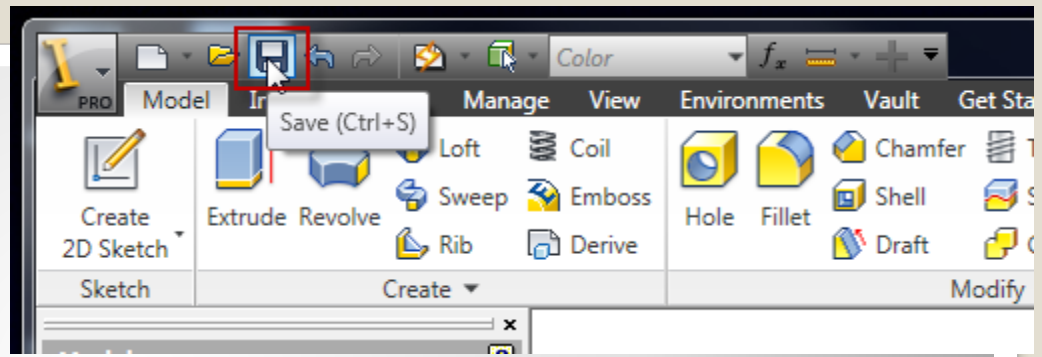 Color fx
PRO Model Manage View Environments Vault Get Sta
Save (Ctrl+S)
Loft Coil Chamfer
Sweep Emboss Shell
Create Extrude Revolve Hole Fillet
2D Sketch Rib Derive Draft
Sketch Create Modify